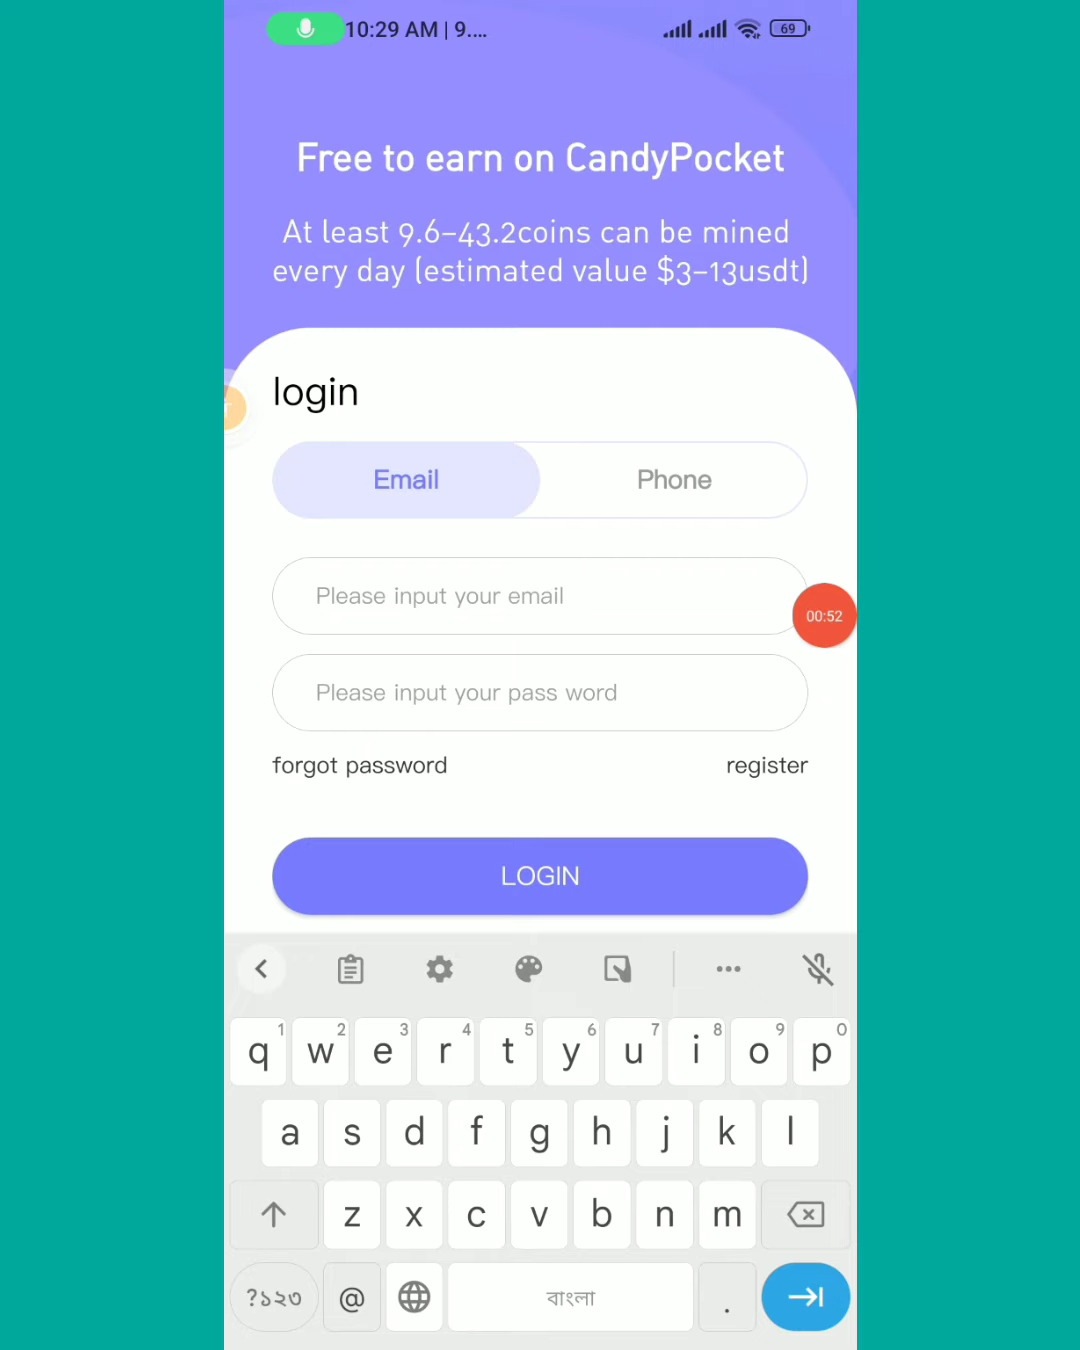 10:29 AM | 9....
69
Free to earn on CandyPocket
At least 9.6–43.2coins can be mined
every day (estimated value $3–13usdt)
login
Email Phone
Please input your email
00:52
Please input your pass word
forgot password register
LOGIN
1 2 3 4 5 6 7 8 9 0
q w e r t y u i o p
a s d f g h j k l
z x c v b n m
?১২৩ @ বাংলা .